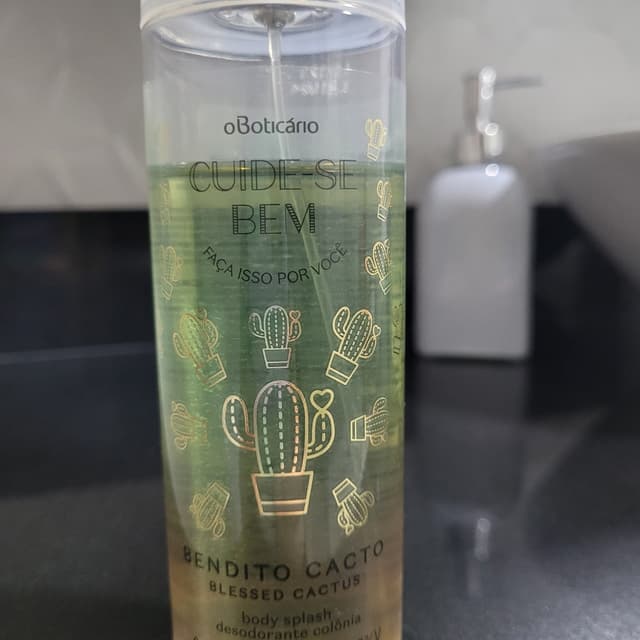 oBoticário
CUIDE-SE
BEM
FAÇA ISSO POR VOCÊ
BENDITO CACTO
BLESSED CACTUS
body splash
desodorante colônia